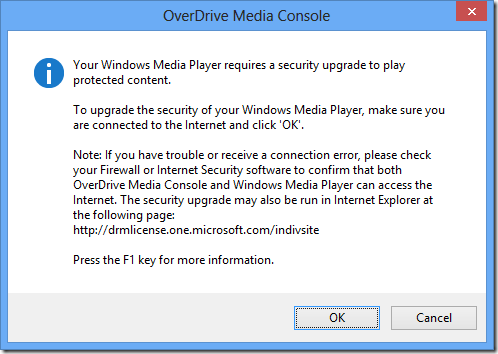 OverDrive Media Console
Your Windows Media Player requires a security upgrade to play
protected content.
To upgrade the security of your Windows Media Player, make sure you
are connected to the Internet and click 'OK'.
Note: If you have trouble or receive a connection error, please check
your Firewall or Internet Security software to confirm that both
OverDrive Media Console and Windows Media Player can access the
Internet. The security upgrade may also be run in Internet Explorer at
the following page:
http://drmlicense.one.microsoft.com/indivsite
Press the F1 key for more information.
OK
Cancel